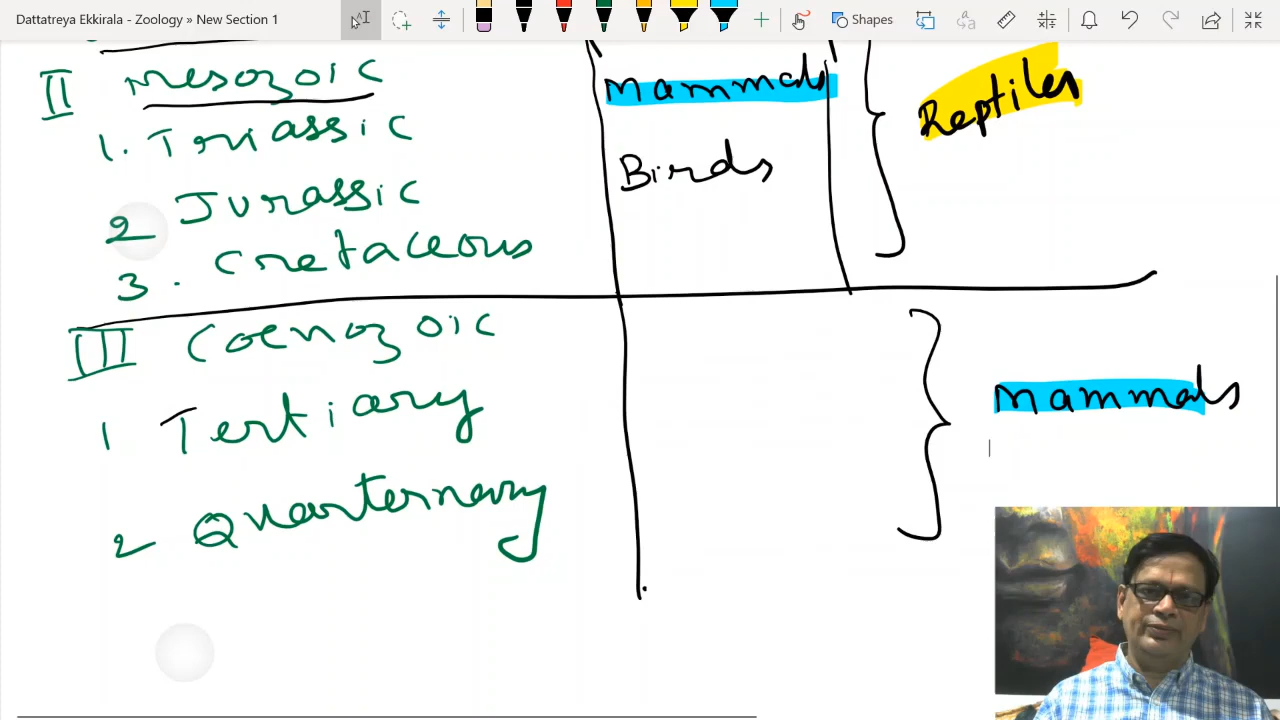 Dattatreya Ekkirala - Zoology » New Section 1
Shapes
II Mesozoic
Mammals
Reptiles
1. Triassic
Birds
2 Jurassic
3. Cretaceous
III Coenozoic
Mammals
1 Tertiary
2 Quarternary